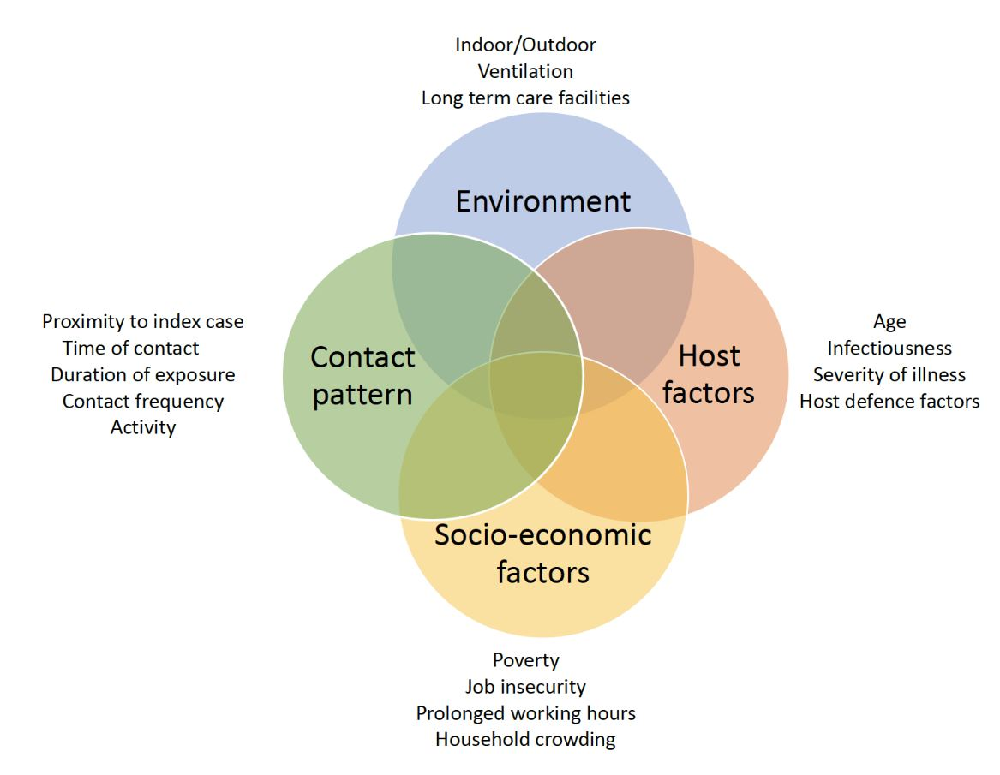 Indoor/Outdoor
Ventilation
Long term care facilities
Environment
Proximity to index case
Time of contact
Duration of exposure
Contact frequency
Activity
Contact
pattern
Host
factors
Age
Infectiousness
Severity of illness
Host defence factors
Socio-economic
factors
Poverty
Job insecurity
Prolonged working hours
Household crowding